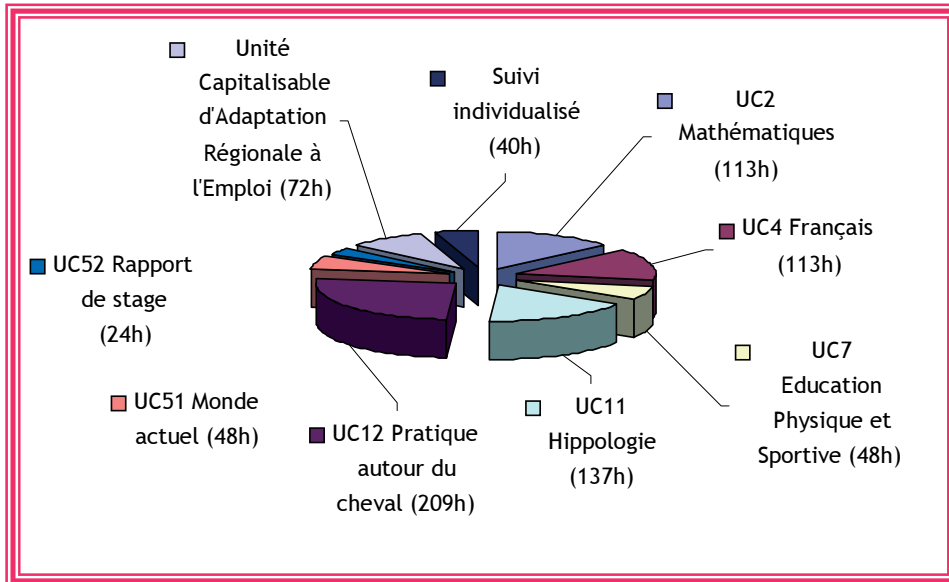 Unité
Capitalisable
d'Adaptation
Régionale à
l'Emploi (72h)
Suivi
individualisé
(40h)
UC2
Mathématiques
(113h)
UC4 Français
(113h)
UC7
Education
Physique et
Sportive (48h)
UC11
Hippologie
(137h)
UC12 Pratique
autour du
cheval (209h)
UC51 Monde
actuel (48h)
UC52 Rapport
de stage
(24h)